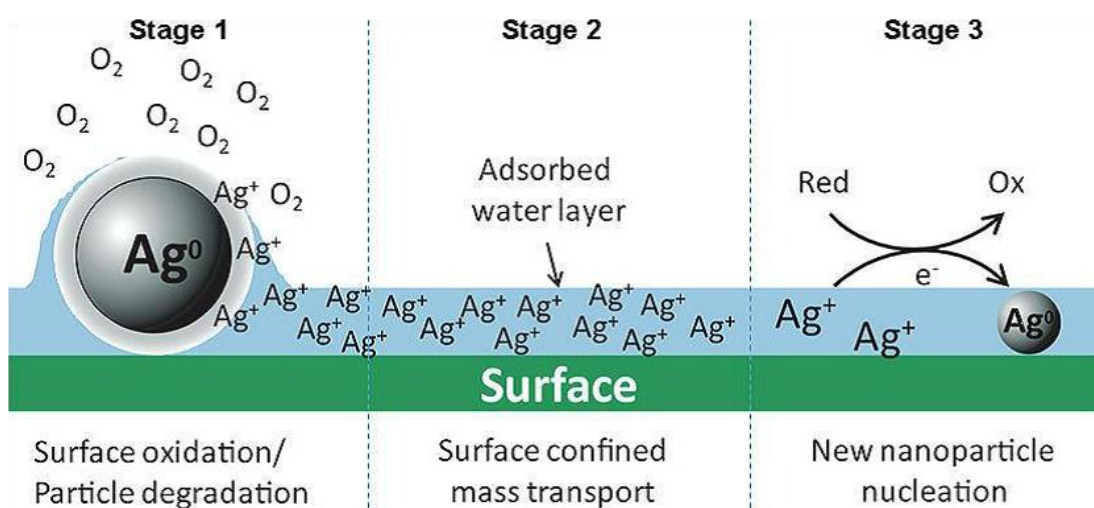 Stage 1
Stage 2
Stage 3
O₂
O₂
O₂
O₂
O₂
O₂
O₂
Ag⁺ O₂
Ag⁰
Ag⁺
Ag⁺
Ag⁺
Ag⁺
Ag⁺
Ag⁺
Adsorbed
water layer
Ag⁺
Ag⁺
Ag⁺
Ag⁺
Ag⁺
Ag⁺
Ag⁺
Ag⁺
Ag⁺
Ag⁺
Red
Ox
e⁻
Ag⁺
Ag⁺
Ag⁰
Surface
Surface oxidation/
Particle degradation
Surface confined
mass transport
New nanoparticle
nucleation